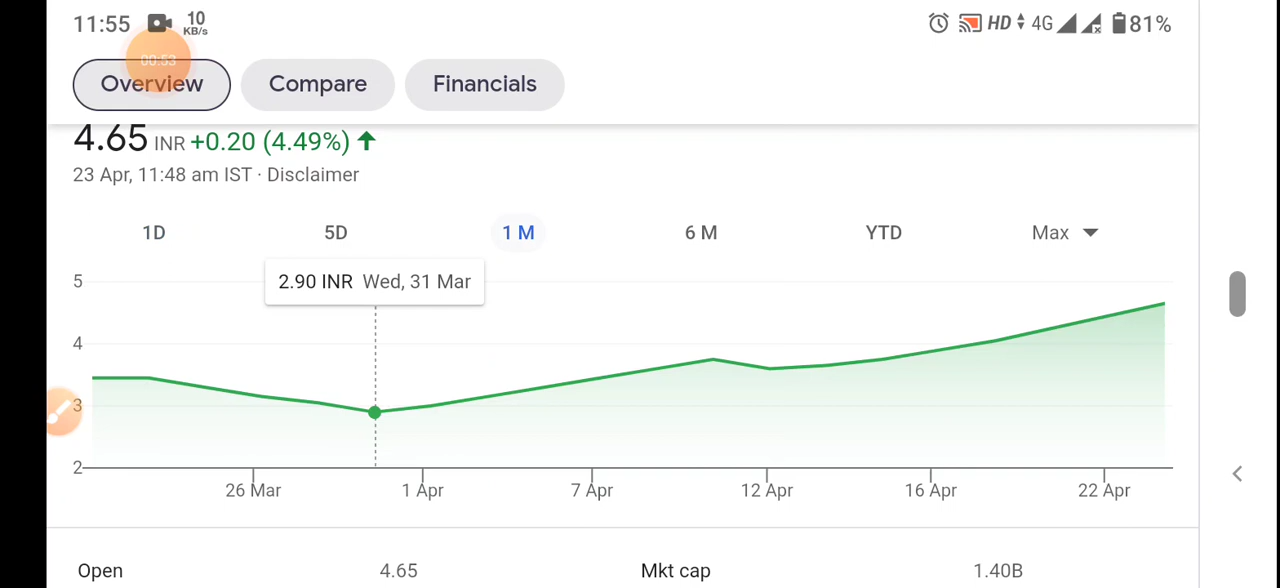 11:55 10 KB/s HD 4G 81%
00:53
Overview Compare Financials
4.65 INR +0.20 (4.49%)
23 Apr, 11:48 am IST · Disclaimer
1D 5D 1 M 6 M YTD Max
2.90 INR Wed, 31 Mar
5
4
3
2
26 Mar 1 Apr 7 Apr 12 Apr 16 Apr 22 Apr
Open 4.65 Mkt cap 1.40B